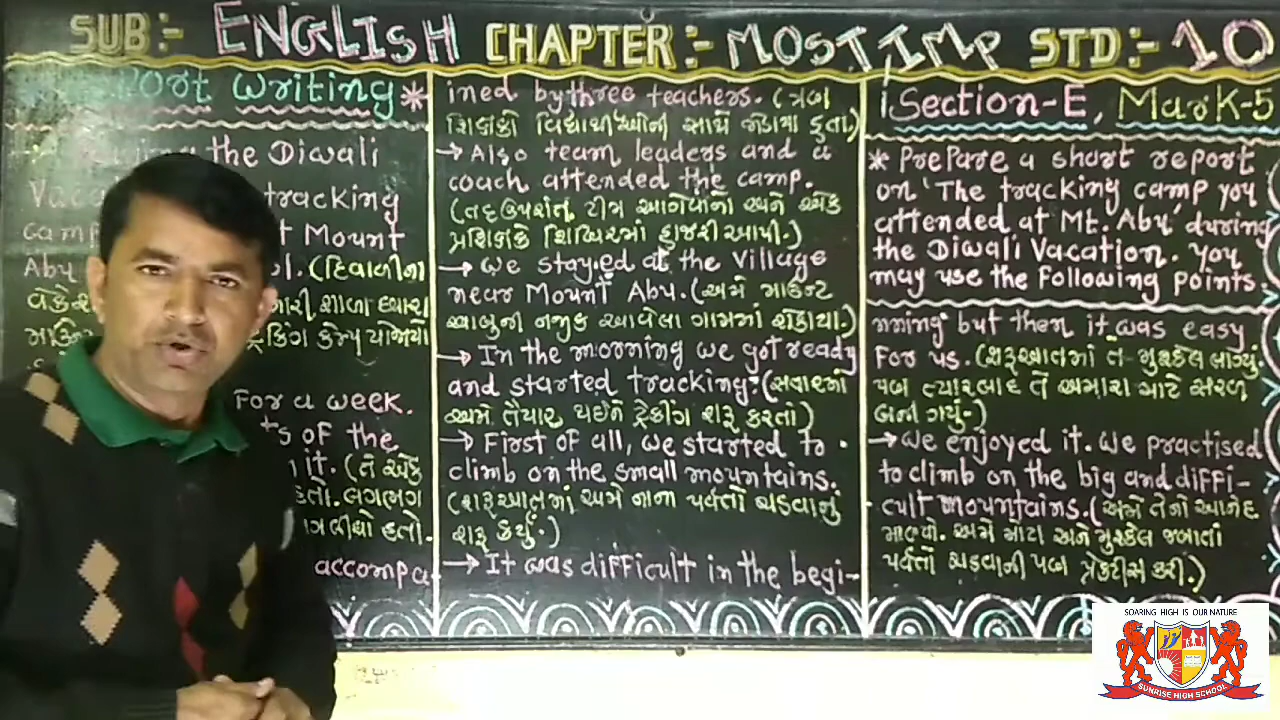 SUB:- ENGLISH CHAPTER:- MOST, IMP STD:- 10
Writing *
the Diwali
tracking
camp Mount
Abu (દિવાળીના
શાળા દ્વારા
ટ્રેકિંગ કેમ્પ યોજાયો
For a week.
of the
it. (તે એક
લગભગ
લીધો હતો.
accompa-
ined by three teachers. (ત્રણ
શિક્ષકો વિદ્યાર્થીઓની સાથે જોડાયા હતા.)
→ Also team leaders and a
coach attended the camp.
(તદ્ઉપરાંત, ટીમ આગેવાનો અને એક
પ્રશિક્ષકે શિબિરમાં હાજરી આપી.)
→ We stayed at the village
near Mount Abu. (અમે માઉન્ટ
આબુની નજીક આવેલા ગામમાં રોકાયા.)
→ In the morning we got ready
and started tracking. (સવારમાં
અમે તૈયાર થઇને ટ્રેકીંગ શરૂ કરતાં)
→ First of all, we started to
climb on the small mountains.
(શરૂઆતમાં અમે નાના પર્વતો ચડવાનું
શરૂ કર્યું.)
→ It was difficult in the begi-
Section-E, Mark-5
* Prepare a short report
on 'The tracking camp you
attended at Mt. Abu' during
the Diwali Vacation. You
may use the Following points.
nning but then it was easy
For us. (શરૂઆતમાં તે મુશ્કેલ લાગ્યું.
પણ ત્યારબાદ તે અમારા માટે સરળ
બની ગયું.)
→ We enjoyed it. We practised
to climb on the big and diffi-
cult mountains. (અમે તેનો આનંદ
માણ્યો. અમે મોટા અને મુશ્કેલ જણાતાં
પર્વતો ચડવાની પણ પ્રેક્ટીસ કરી.)
SOARING HIGH IS OUR NATURE
SUNRISE HIGH SCHOOL